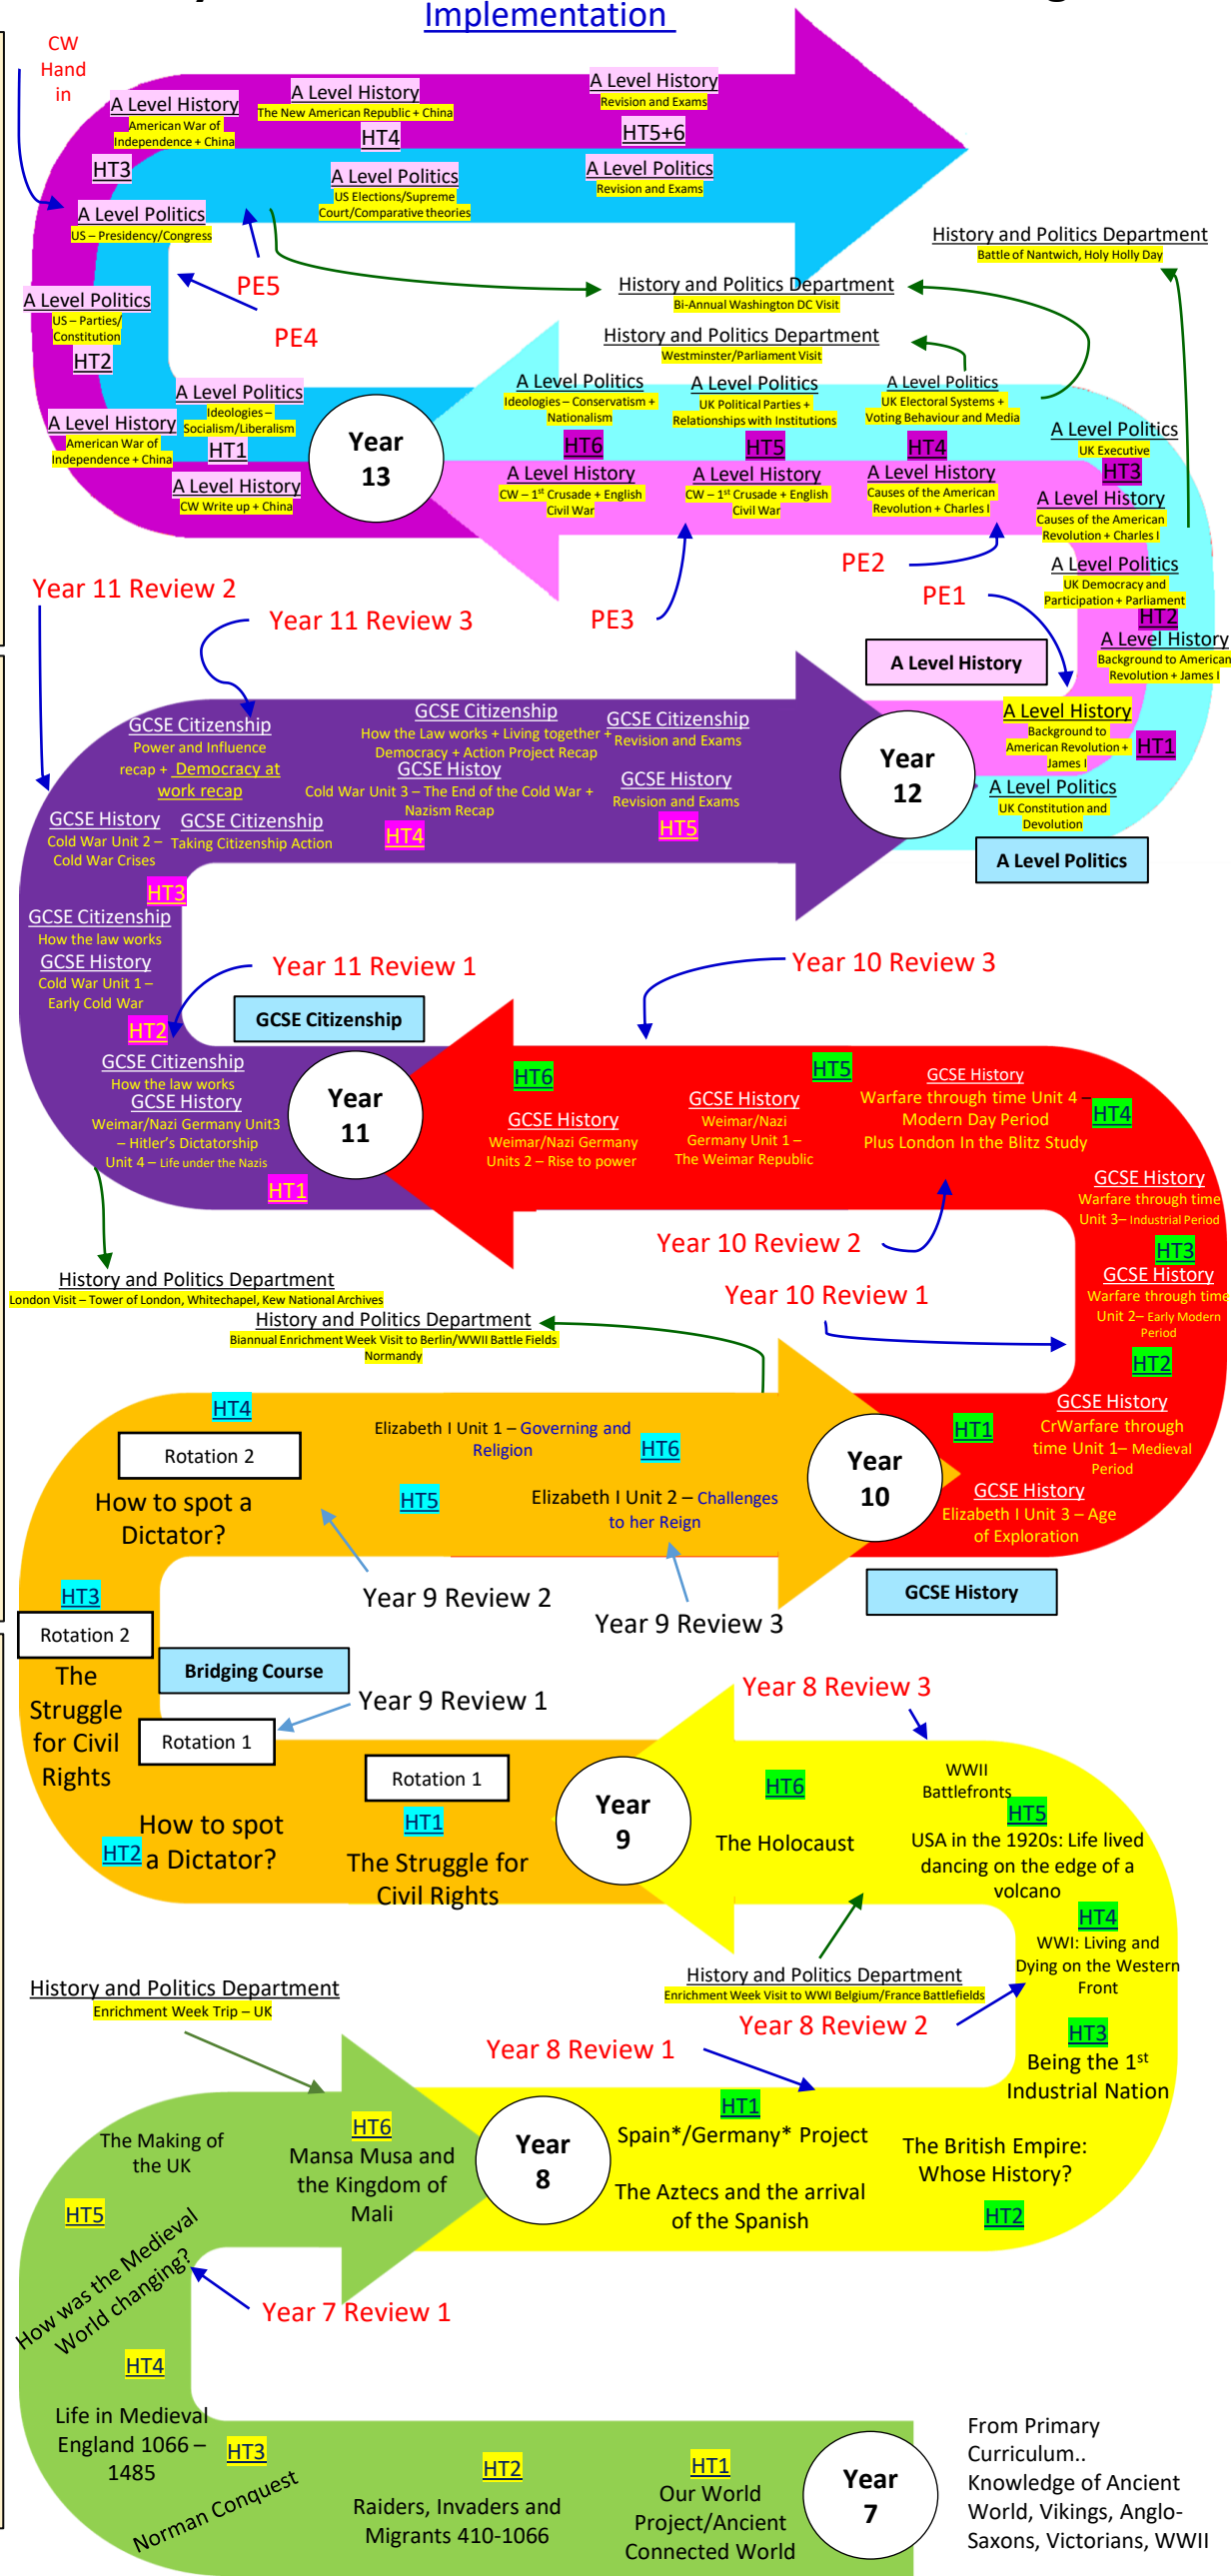 Implementation
CW
Hand
in
A Level History
American War of
Independence + China
HT3
A Level History
The New American Republic + China
HT4
A Level History
Revision and Exams
HT5+6
A Level Politics
US Elections/Supreme
Court/Comparative theories
A Level Politics
Revision and Exams
A Level Politics
US – Presidency/Congress
PE5
PE4
History and Politics Department
Bi-Annual Washington DC Visit
History and Politics Department
Battle of Nantwich, Holy Holly Day
History and Politics Department
Westminster/Parliament Visit
A Level Politics
US – Parties/
Constitution
HT2
A Level Politics
Ideologies –
Socialism/Liberalism
HT1
A Level History
American War of
Independence + China
A Level History
CW Write up + China
Year
13
A Level Politics
Ideologies – Conservatism +
Nationalism
HT6
A Level History
CW – 1st Crusade + English
Civil War
A Level Politics
UK Political Parties +
Relationships with Institutions
HT5
A Level History
CW – 1st Crusade + English
Civil War
A Level Politics
UK Electoral Systems +
Voting Behaviour and Media
HT4
A Level History
Causes of the American
Revolution + Charles I
A Level Politics
UK Executive
HT3
A Level History
Causes of the American
Revolution + Charles I
A Level Politics
UK Democracy and
Participation + Parliament
HT2
A Level History
Background to American
Revolution + James I
PE2
PE1
PE3
A Level History
A Level History
Background to
American Revolution +
James I
HT1
A Level Politics
UK Constitution and
Devolution
A Level Politics
Year
12
Year 11 Review 2
Year 11 Review 3
GCSE Citizenship
Power and Influence
recap + Democracy at
work recap
GCSE Citizenship
How the Law works + Living together +
Democracy + Action Project Recap
GCSE Histoy
Cold War Unit 3 – The End of the Cold War +
Nazism Recap
HT4
GCSE Citizenship
Revision and Exams
GCSE History
Revision and Exams
HT5
GCSE History
Cold War Unit 2 –
Cold War Crises
GCSE Citizenship
Taking Citizenship Action
HT3
GCSE Citizenship
How the law works
GCSE History
Cold War Unit 1 –
Early Cold War
HT2
Year 11 Review 1
GCSE Citizenship
GCSE Citizenship
How the law works
GCSE History
Weimar/Nazi Germany Unit3
– Hitler's Dictatorship
Unit 4 – Life under the Nazis
HT1
Year
11
Year 10 Review 3
HT6
GCSE History
Weimar/Nazi Germany
Units 2 – Rise to power
HT5
GCSE History
Weimar/Nazi
Germany Unit 1 –
The Weimar Republic
GCSE History
Warfare through time Unit 4 –
Modern Day Period
Plus London In the Blitz Study
HT4
GCSE History
Warfare through time
Unit 3– Industrial Period
HT3
GCSE History
Warfare through time
Unit 2– Early Modern
Period
HT2
Year 10 Review 2
Year 10 Review 1
History and Politics Department
London Visit – Tower of London, Whitechapel, Kew National Archives
History and Politics Department
Biannual Enrichment Week Visit to Berlin/WWII Battle Fields
Normandy
GCSE History
CrWarfare through
time Unit 1– Medieval
Period
HT1
GCSE History
Elizabeth I Unit 3 – Age
of Exploration
GCSE History
Year
10
HT4
Rotation 2
How to spot a
Dictator?
Elizabeth I Unit 1 – Governing and
Religion
HT6
HT5
Elizabeth I Unit 2 – Challenges
to her Reign
Year 9 Review 2
Year 9 Review 3
HT3
Rotation 2
The
Struggle
for Civil
Rights
Bridging Course
Year 9 Review 1
Rotation 1
Rotation 1
HT1
The Struggle for
Civil Rights
HT2
How to spot
a Dictator?
Year
9
Year 8 Review 3
HT6
The Holocaust
WWII
Battlefronts
HT5
USA in the 1920s: Life lived
dancing on the edge of a
volcano
HT4
WWI: Living and
Dying on the Western
Front
History and Politics Department
Enrichment Week Trip – UK
History and Politics Department
Enrichment Week Visit to WWI Belgium/France Battlefields
Year 8 Review 2
Year 8 Review 1
HT3
Being the 1st
Industrial Nation
HT1
Spain*/Germany* Project
The Aztecs and the arrival
of the Spanish
The British Empire:
Whose History?
HT2
Year
8
The Making of
the UK
HT6
Mansa Musa and
the Kingdom of
Mali
HT5
How was the Medieval
World changing?
Year 7 Review 1
HT4
Life in Medieval
England 1066 –
1485
HT3
Norman Conquest
HT2
Raiders, Invaders and
Migrants 410-1066
HT1
Our World
Project/Ancient
Connected World
Year
7
From Primary
Curriculum..
Knowledge of Ancient
World, Vikings, Anglo-
Saxons, Victorians, WWII